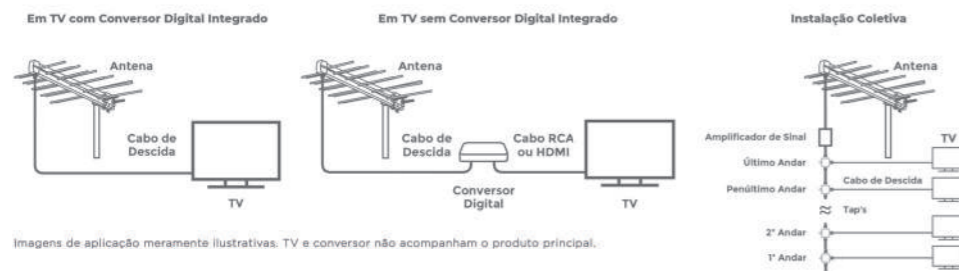 Em TV com Conversor Digital Integrado
Antena
Cabo de
Descida
TV
Em TV sem Conversor Digital Integrado
Antena
Cabo de
Descida
Cabo RCA
ou HDMI
Conversor
Digital
TV
Instalação Coletiva
Antena
Amplificador de Sinal
TV
Último Andar
Cabo de Descida
Penúltimo Andar
Tap's
2º Andar
1º Andar
Imagens de aplicação meramente ilustrativas. TV e conversor não acompanham o produto principal.